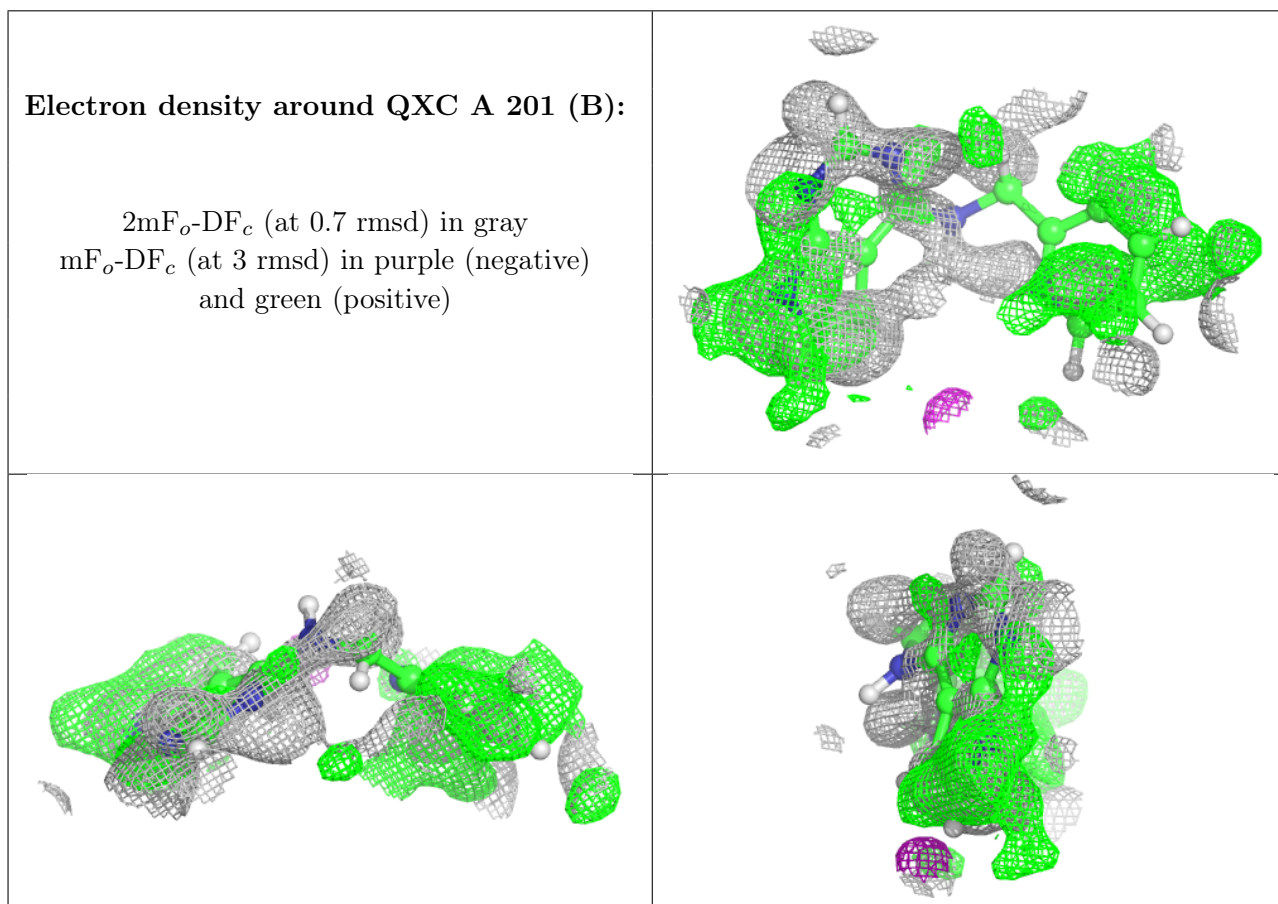 Electron density around QXC A 201 (B):
2mFo-DFc (at 0.7 rmsd) in gray
mFo-DFc (at 3 rmsd) in purple (negative)
and green (positive)